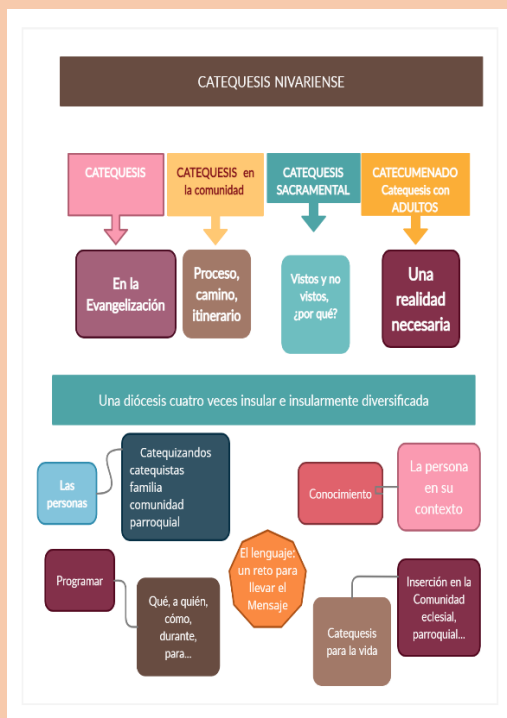 CATEQUESIS NIVARIENSE
CATEQUESIS
CATEQUESIS en
la comunidad
CATEQUESIS
SACRAMENTAL
CATECUMENADO
Catequesis con
ADULTOS
En la
Evangelización
Proceso,
camino,
itinerario
Vistos y no
vistos,
¿por qué?
Una
realidad
necesaria
Una diócesis cuatro veces insular e insularmente diversificada
Las
personas
Catequizandos
catequistas
familia
comunidad
parroquial
Conocimiento
La persona
en su
contexto
Programar
Qué, a quién,
cómo,
durante,
para...
El lenguaje:
un reto para
llevar el
Mensaje
Catequesis
para la vida
Inserción en la
Comunidad
eclesial,
parroquial...